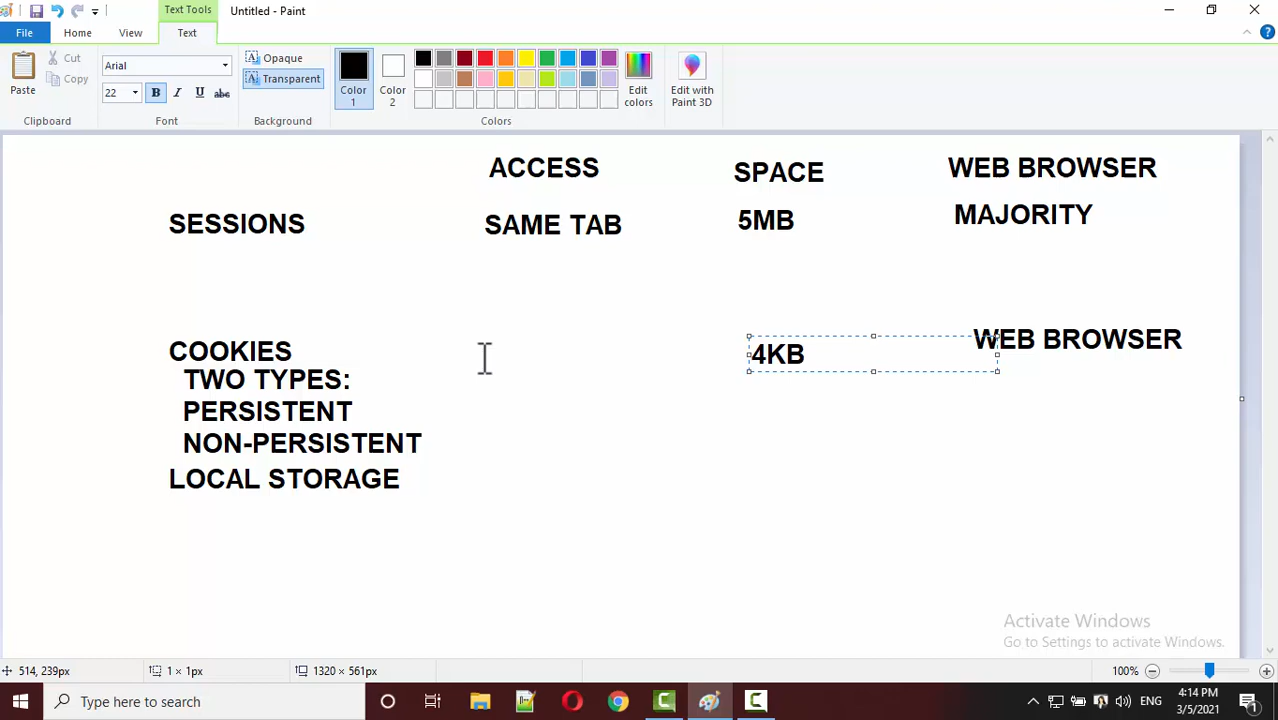 Text Tools
Untitled - Paint
File
Home
View
Text
Paste
Cut
Copy
Clipboard
Arial
22
B I U abc
Font
Opaque
Transparent
Background
Color 1
Color 2
Edit colors
Colors
Edit with Paint 3D
ACCESS
SPACE
WEB BROWSER
SESSIONS
SAME TAB
5MB
MAJORITY
COOKIES
4KB
WEB BROWSER
TWO TYPES:
PERSISTENT
NON-PERSISTENT
LOCAL STORAGE
Activate Windows
Go to Settings to activate Windows.
514, 239px
1 × 1px
1320 × 561px
100%
Type here to search
ENG
4:14 PM
3/5/2021
1